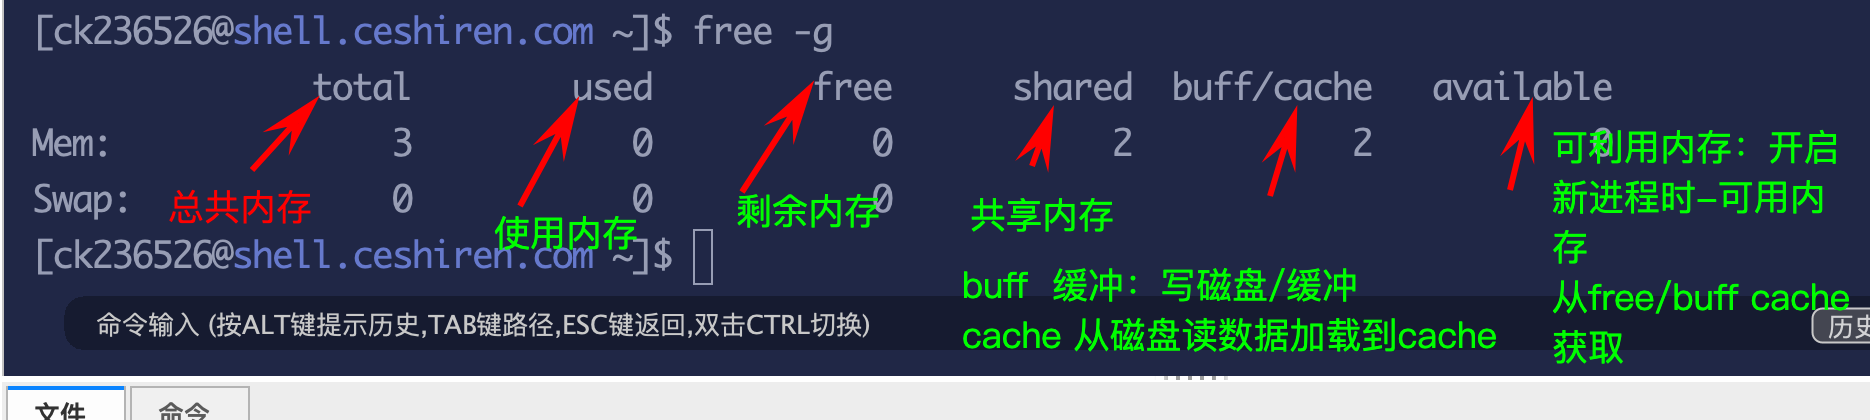 [ck236526@shell.ceshiren.com ~]$ free -g
total used free shared buff/cache available
Mem: 3 0 0 2 2 0
Swap: 0 0 0
总共内存
使用内存
剩余内存
共享内存
可利用内存：开启
新进程时-可用内
存
从free/buff cache
获取
[ck236526@shell.ceshiren.com ~]$
buff 缓冲：写磁盘/缓冲
cache 从磁盘读数据加载到cache
命令输入 (按ALT键提示历史,TAB键路径,ESC键返回,双击CTRL切换)
历史
文件 命令